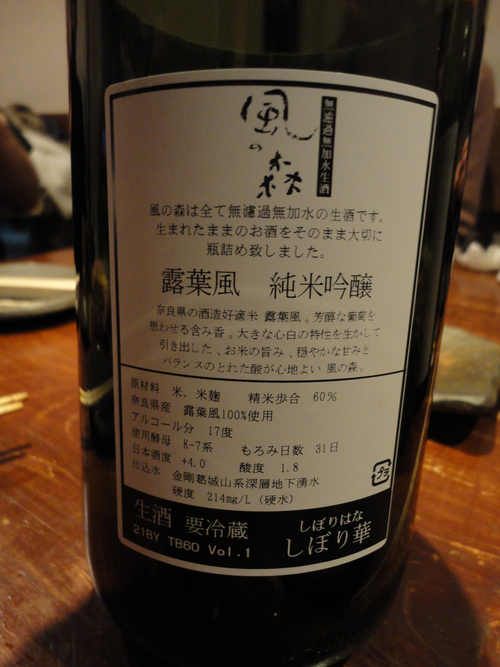 風の森
無濾過無加水生酒
風の森は全て無濾過無加水の生酒です。
生まれたままのお酒をそのまま大切に
瓶詰め致しました。
露葉風 純米吟醸
奈良県の酒造好適米 露葉風。芳醇な葡萄を
思わせる含み香。大きな心白の特性を生かして
引き出した、お米の旨み、穏やかな甘みと
バランスのとれた酸が心地よい 風の森。
原材料 米、米麹 精米歩合 60%
奈良県産 露葉風100%使用
アルコール分 17度
使用酵母 K-7系 もろみ日数 31日
日本酒度 +4.0 酸度 1.8
仕込水 金剛葛城山系深層地下湧水
硬度 214mg/L (硬水)
プラ
生酒 要冷蔵
21BY TB60 Vol.1
しぼりはな
しぼり華